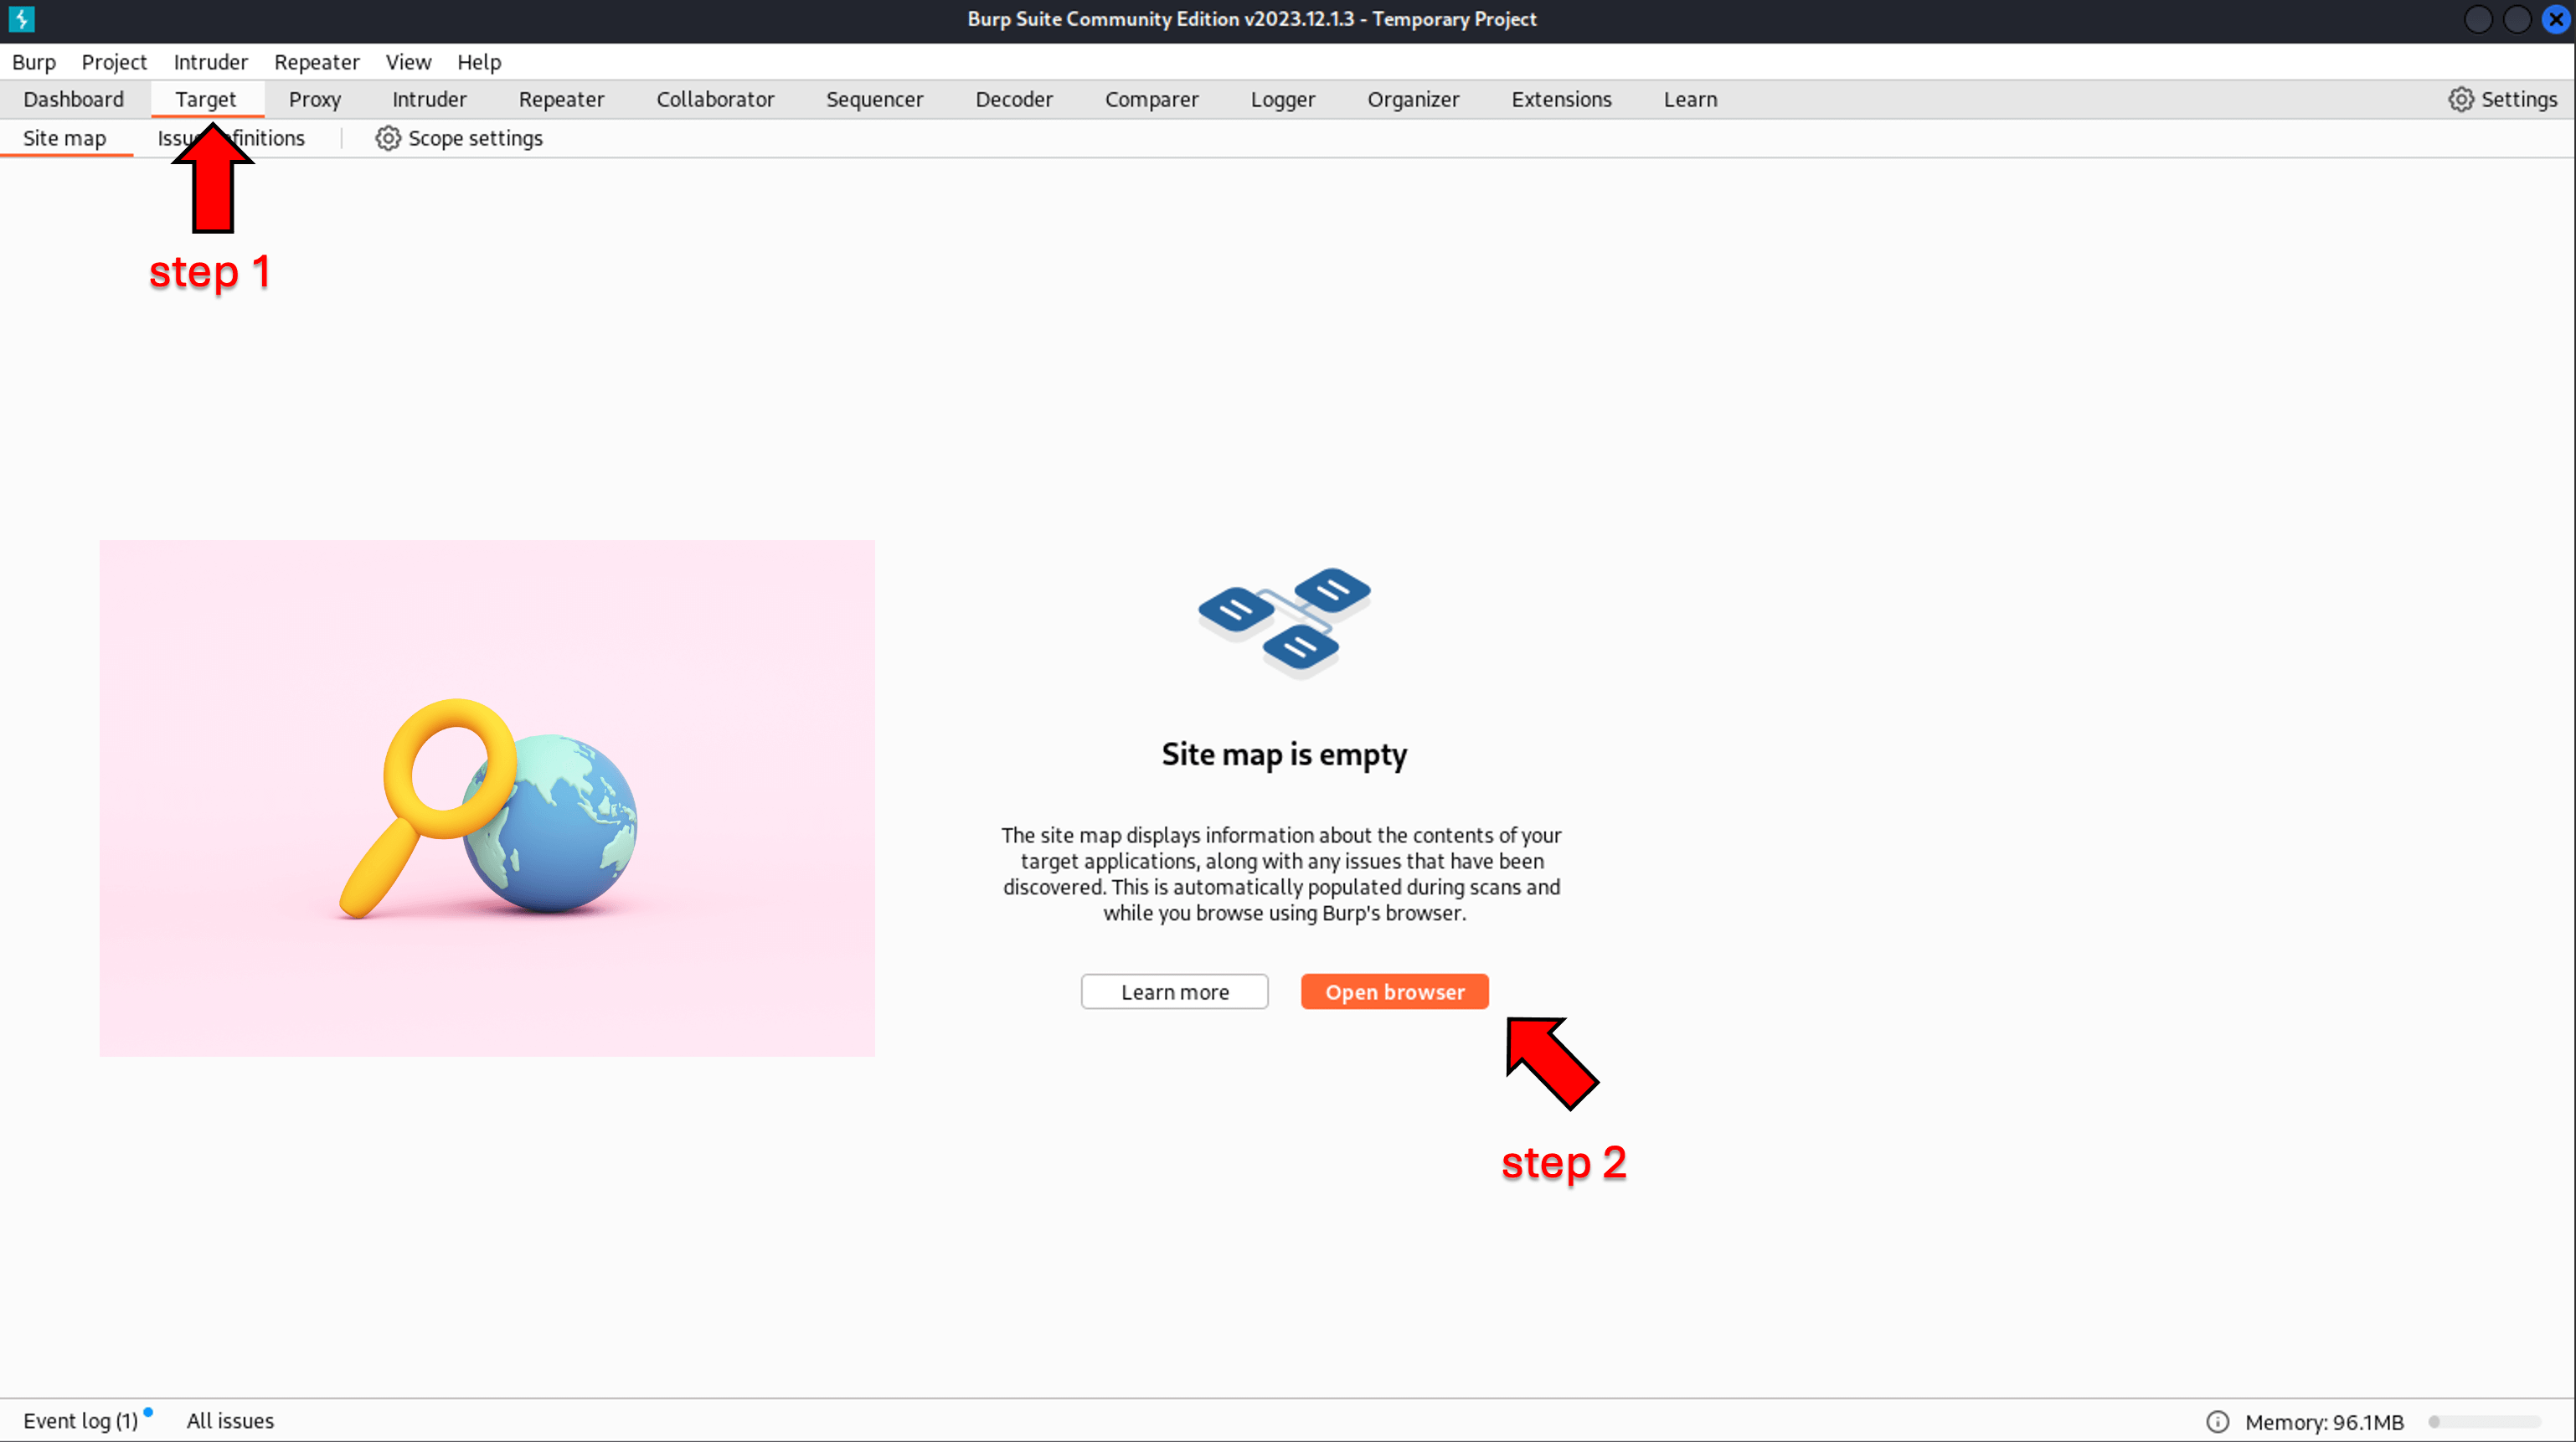 Burp Suite Community Edition v2023.12.1.3 - Temporary Project
Burp Project Intruder Repeater View Help
Dashboard Target Proxy Intruder Repeater Collaborator Sequencer Decoder Comparer Logger Organizer Extensions Learn Settings
Site map Issu finitions Scope settings
step 1
Site map is empty
The site map displays information about the contents of your
target applications, along with any issues that have been
discovered. This is automatically populated during scans and
while you browse using Burp's browser.
Learn more Open browser
step 2
Event log (1) All issues Memory: 96.1MB